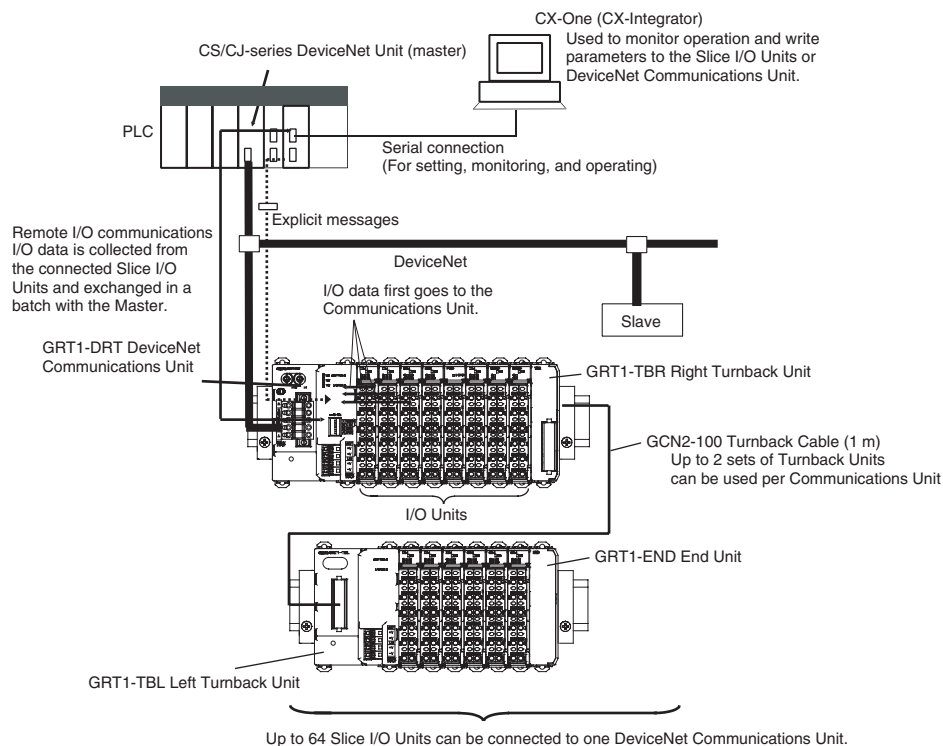 CX-One (CX-Integrator)
Used to monitor operation and write
parameters to the Slice I/O Units or
DeviceNet Communications Unit.
CS/CJ-series DeviceNet Unit (master)
PLC
Serial connection
(For setting, monitoring, and operating)
Explicit messages
Remote I/O communications
I/O data is collected from
the connected Slice I/O
Units and exchanged in a
batch with the Master.
DeviceNet
I/O data first goes to the
Communications Unit.
Slave
GRT1-DRT DeviceNet
Communications Unit
GRT1-TBR Right Turnback Unit
GCN2-100 Turnback Cable (1 m)
Up to 2 sets of Turnback Units
can be used per Communications Unit
I/O Units
GRT1-END End Unit
GRT1-TBL Left Turnback Unit
Up to 64 Slice I/O Units can be connected to one DeviceNet Communications Unit.